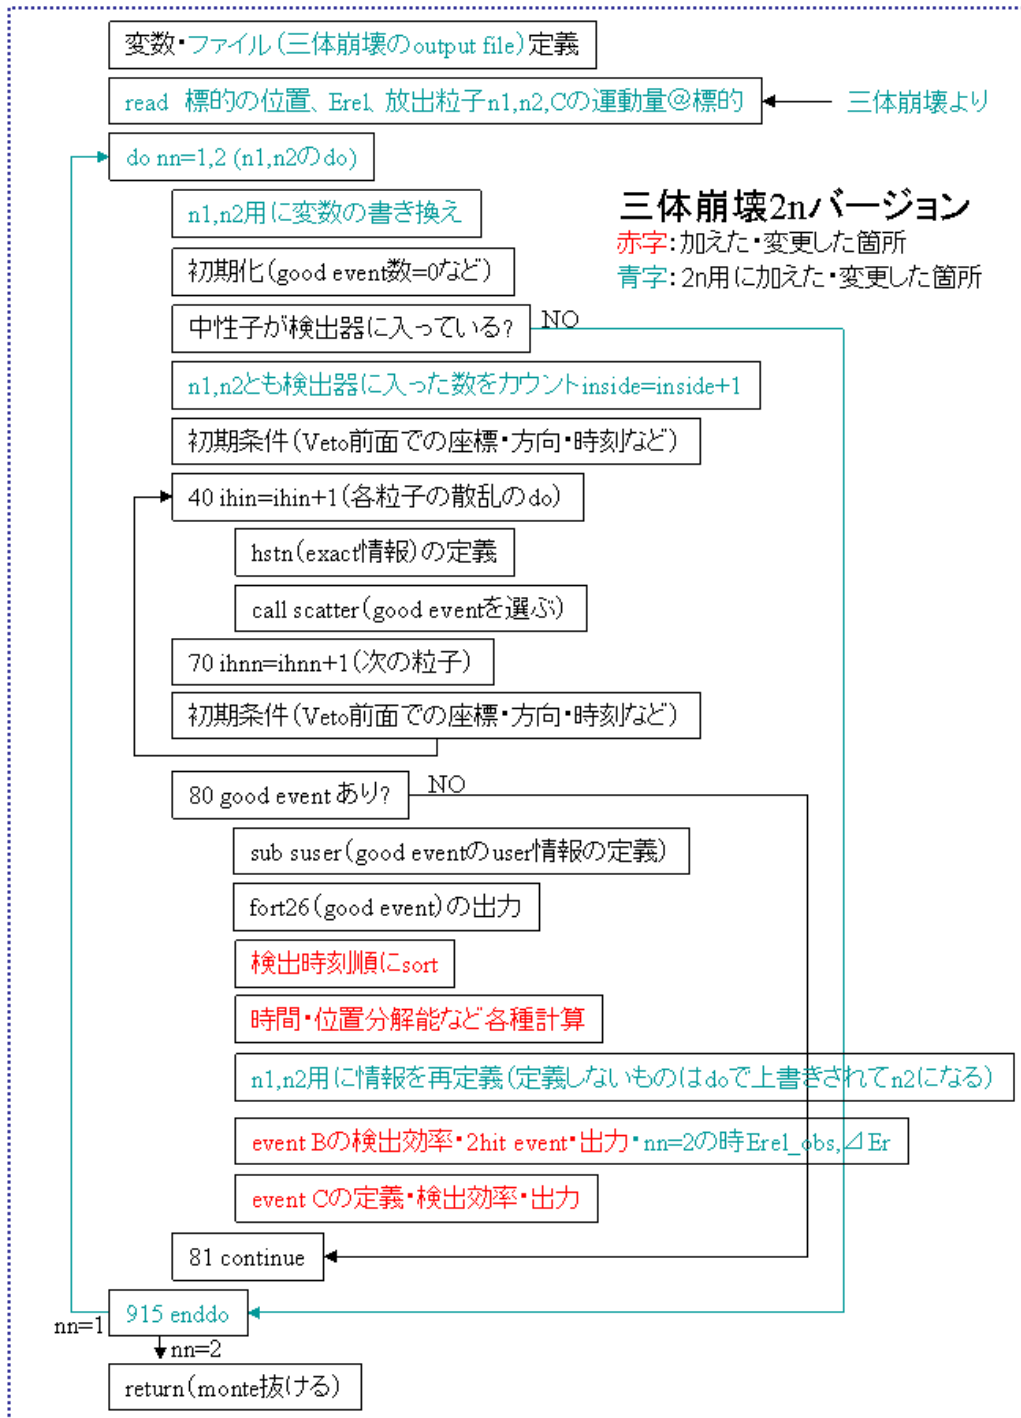 変数・ファイル(三体崩壊のoutput file)定義
read 標的の位置、Erel、放出粒子n1,n2,Cの運動量@標的
三体崩壊より
do nn=1,2 (n1,n2のdo)
三体崩壊2nバージョン
赤字:加えた・変更した箇所
青字:2n用に加えた・変更した箇所
n1,n2用に変数の書き換え
初期化(good event数=0など)
中性子が検出器に入っている?
NO
n1,n2とも検出器に入った数をカウントinside=inside+1
初期条件(Veto前面での座標・方向・時刻など)
40 ihin=ihin+1(各粒子の散乱のdo)
hstn(exact情報)の定義
call scatter(good eventを選ぶ)
70 ihnn=ihnn+1(次の粒子)
初期条件(Veto前面での座標・方向・時刻など)
80 good event あり?
NO
sub suser(good eventのuser情報の定義)
fort26(good event)の出力
検出時刻順にsort
時間・位置分解能など各種計算
n1,n2用に情報を再定義(定義しないものはdoで上書きされてn2になる)
event Bの検出効率・2hit event・出力・nn=2の時Erel_obs,⊿Er
event Cの定義・検出効率・出力
81 continue
915 enddo
nn=1
nn=2
return(monte抜ける)